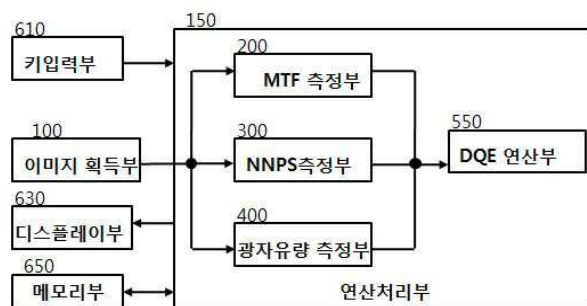 610
키입력부
150
200
MTF 측정부
100
이미지 획득부
300
NNPS측정부
550
DQE 연산부
630
디스플레이부
400
광자유량 측정부
650
메모리부
연산처리부